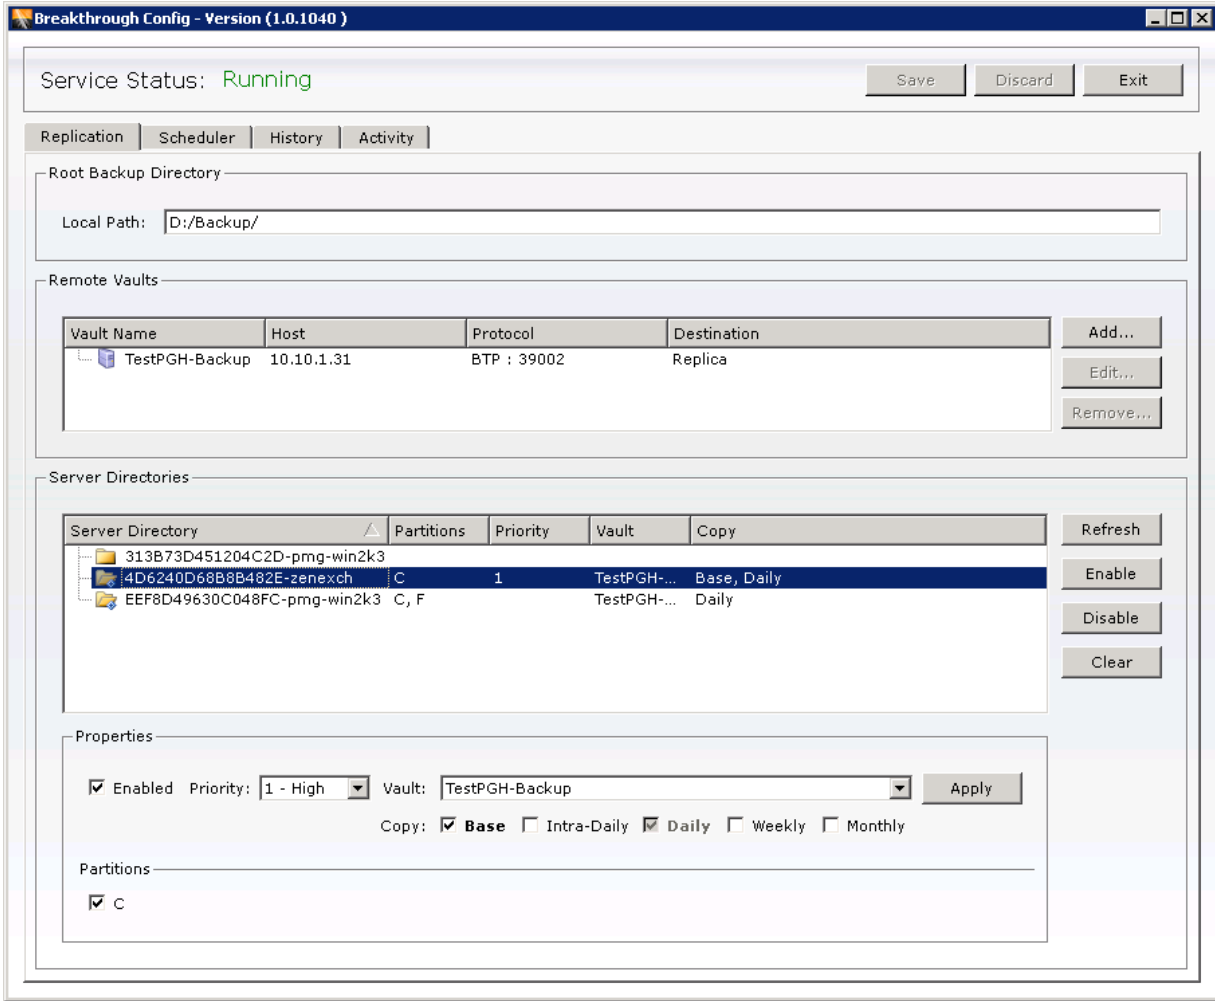 Breakthrough Config - Version (1.0.1040 )
Service Status: Running Save Discard Exit
Replication Scheduler History Activity
Root Backup Directory
Local Path: D:/Backup/
Remote Vaults
Vault Name Host Protocol Destination Add...
TestPGH-Backup 10.10.1.31 BTP : 39002 Replica
Edit...
Remove...
Server Directories
Server Directory Partitions Priority Vault Copy Refresh
313B73D451204C2D-pmg-win2k3
4D6240D68B8B482E-zenexch C 1 TestPGH-... Base, Daily Enable
EEF8D49630C048FC-pmg-win2k3 C, F TestPGH-... Daily
Disable
Clear
Properties
Enabled Priority: 1 - High Vault: TestPGH-Backup Apply
Copy: Base Intra-Daily Daily Weekly Monthly
Partitions
C